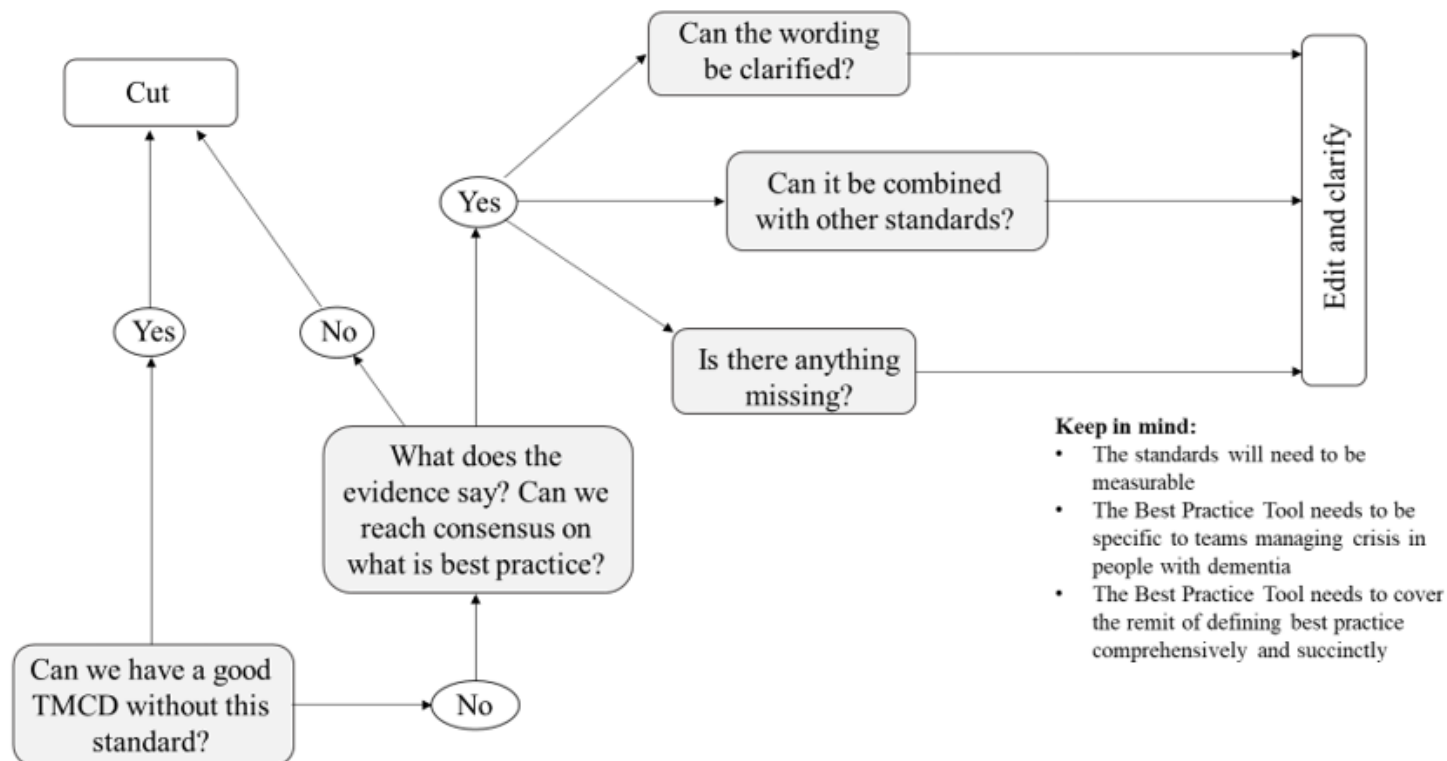 Can the wording
be clarified?
Cut
Edit and clarify
Yes
Can it be combined
with other standards?
Yes
No
Is there anything
missing?
What does the
evidence say? Can we
reach consensus on
what is best practice?
Keep in mind:
• The standards will need to be
measurable
• The Best Practice Tool needs to be
specific to teams managing crisis in
people with dementia
• The Best Practice Tool needs to cover
the remit of defining best practice
comprehensively and succinctly
Can we have a good
TMCD without this
standard?
No